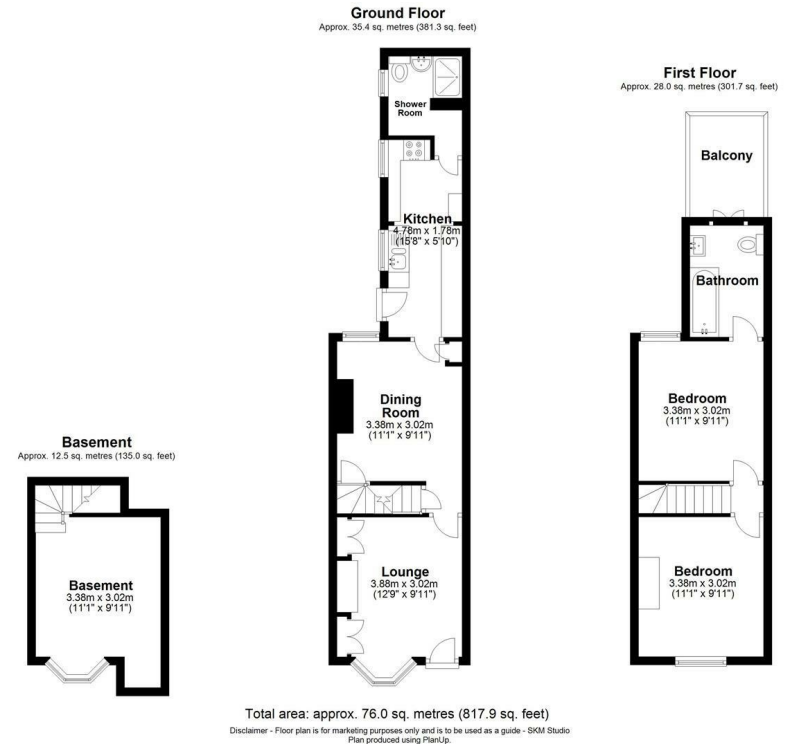 Ground Floor
Approx. 35.4 sq. metres (381.3 sq. feet)
Shower
Room
Kitchen
4.78m x 1.78m
(15'8" x 5'10")
Dining
Room
3.38m x 3.02m
(11'1" x 9'11")
Lounge
3.88m x 3.02m
(12'9" x 9'11")
First Floor
Approx. 28.0 sq. metres (301.7 sq. feet)
Balcony
Bathroom
Bedroom
3.38m x 3.02m
(11'1" x 9'11")
Bedroom
3.38m x 3.02m
(11'1" x 9'11")
Basement
Approx. 12.5 sq. metres (135.0 sq. feet)
Basement
3.38m x 3.02m
(11'1" x 9'11")
Total area: approx. 76.0 sq. metres (817.9 sq. feet)
Disclaimer - Floor plan is for marketing purposes only and is to be used as a guide - SKM Studio
Plan produced using PlanUp.